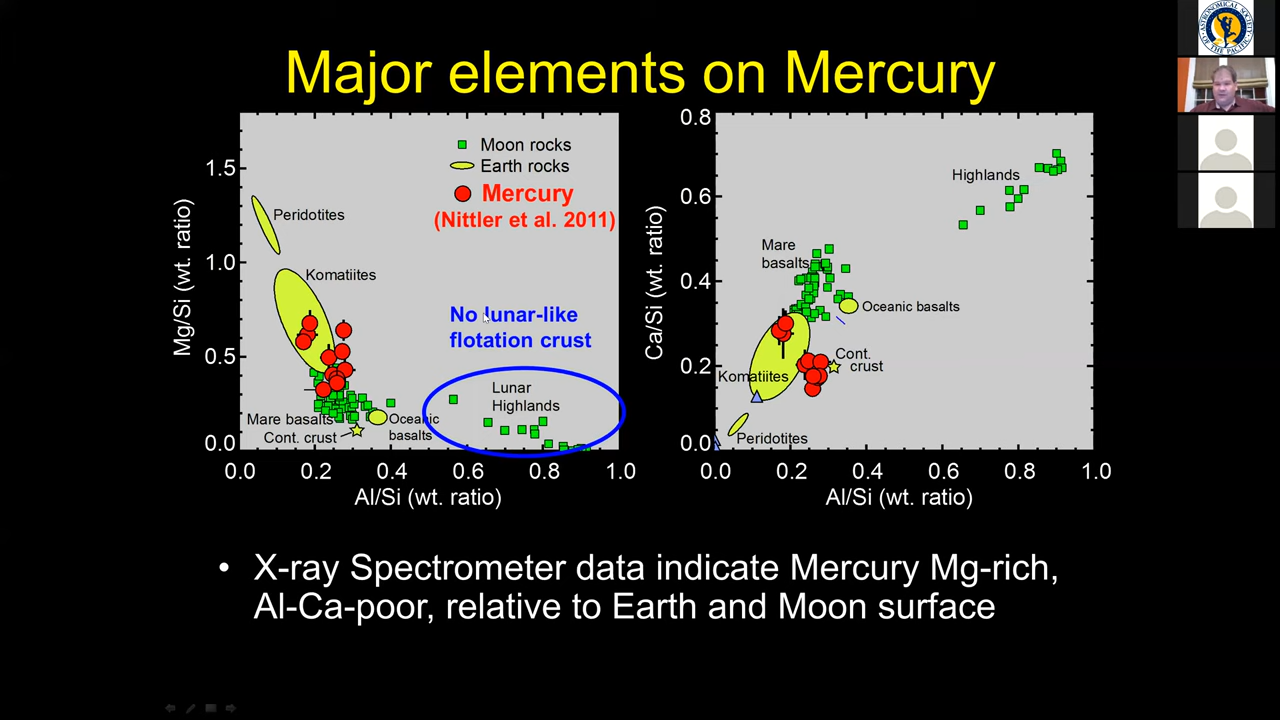 Major elements on Mercury
Moon rocks
Earth rocks
Mercury
(Nittler et al. 2011)
Peridotites
Komatiites
No lunar-like
flotation crust
Lunar
Highlands
Mare basalts
Oceanic
basalts
Cont. crust
1.5
1.0
0.5
0.0
Mg/Si (wt. ratio)
0.0 0.2 0.4 0.6 0.8 1.0
Al/Si (wt. ratio)
0.8
0.6
0.4
0.2
0.0
Ca/Si (wt. ratio)
Highlands
Mare
basalts
Oceanic basalts
Cont.
crust
Komatiites
Peridotites
0.0 0.2 0.4 0.6 0.8 1.0
Al/Si (wt. ratio)
• X-ray Spectrometer data indicate Mercury Mg-rich,
Al-Ca-poor, relative to Earth and Moon surface
ASTRONOMICAL SOCIETY
OF THE PACIFIC